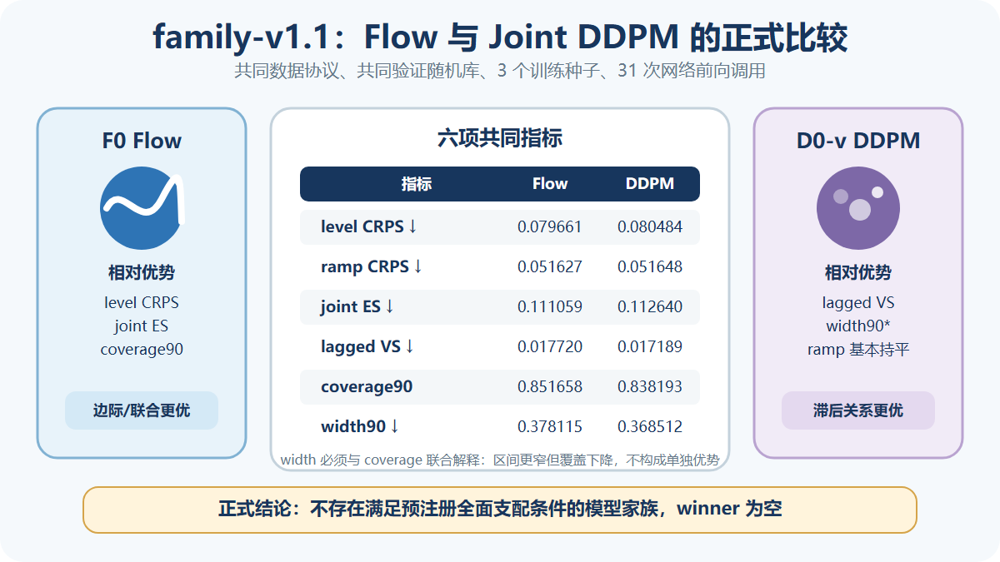 family-v1.1：Flow 与 Joint DDPM 的正式比较
共同数据协议、共同验证随机库、3 个训练种子、31 次网络前向调用
F0 Flow
相对优势
level CRPS
joint ES
coverage90
边际/联合更优
六项共同指标
指标 Flow DDPM
level CRPS ↓ 0.079661 0.080484
ramp CRPS ↓ 0.051627 0.051648
joint ES ↓ 0.111059 0.112640
lagged VS ↓ 0.017720 0.017189
coverage90 0.851658 0.838193
width90 ↓ 0.378115 0.368512
width 必须与 coverage 联合解释：区间更窄但覆盖下降，不构成单独优势
D0-v DDPM
相对优势
lagged VS
width90*
ramp 基本持平
滞后关系更优
正式结论：不存在满足预注册全面支配条件的模型家族，winner 为空